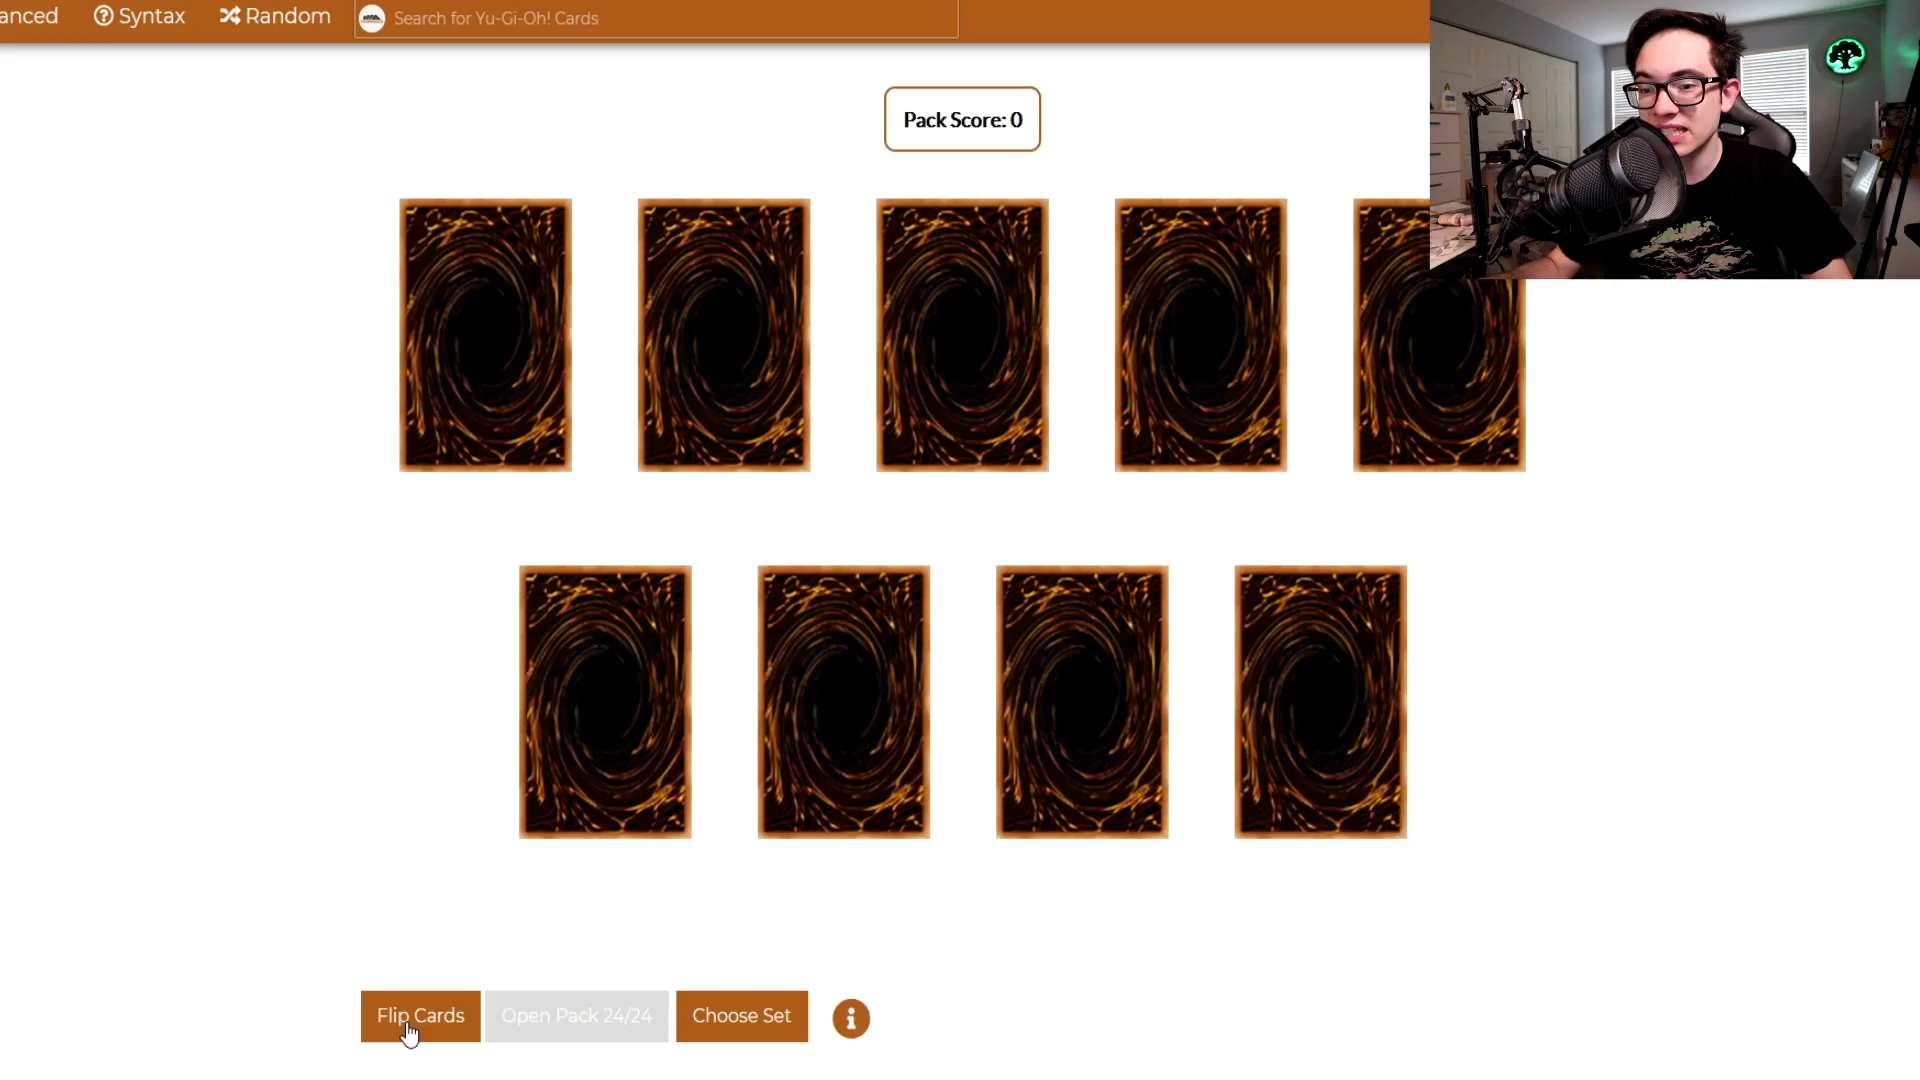 anced
Syntax
Random
Search for Yu-Gi-Oh! Cards
Pack Score: 0
Flip Cards
Open Pack 24/24
Choose Set